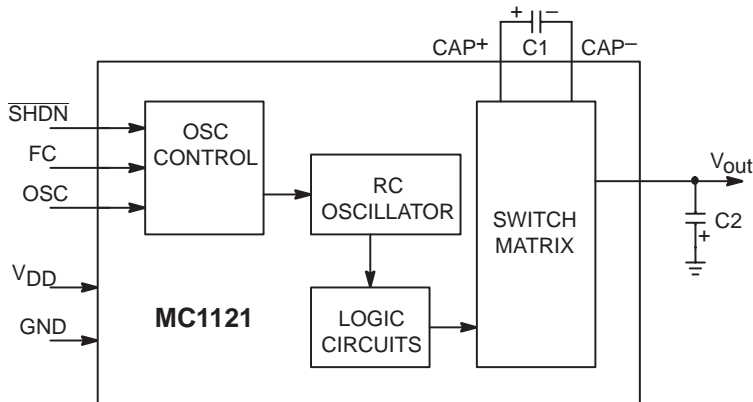 + –
CAP+ C1 CAP–
SHDN
FC
OSC
OSC
CONTROL
RC
OSCILLATOR
SWITCH
MATRIX
Vout
C2
+
VDD
GND
MC1121
LOGIC
CIRCUITS